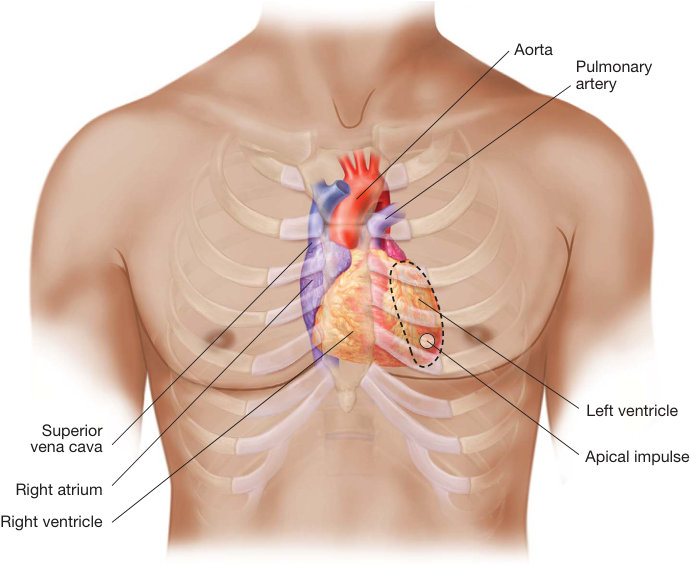 Aorta
Pulmonary
artery
Superior
vena cava
Right atrium
Right ventricle
Left ventricle
Apical impulse